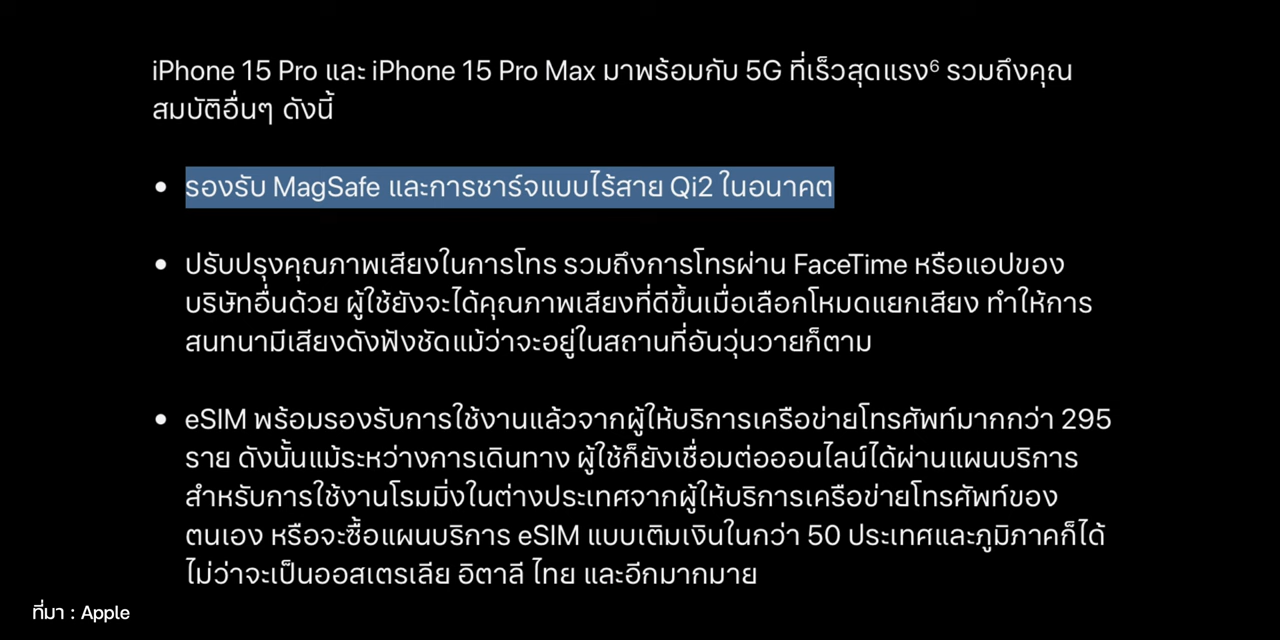 iPhone 15 Pro และ iPhone 15 Pro Max มาพร้อมกับ 5G ที่เร็วสุดแรง⁶ รวมถึงคุณ
สมบัติอื่นๆ ดังนี้
• รองรับ MagSafe และการชาร์จแบบไร้สาย Qi2 ในอนาคต
• ปรับปรุงคุณภาพเสียงในการโทร รวมถึงการโทรผ่าน FaceTime หรือแอปของ
บริษัทอื่นด้วย ผู้ใช้ยังจะได้คุณภาพเสียงที่ดีขึ้นเมื่อเลือกโหมดแยกเสียง ทำให้การ
สนทนามีเสียงดังฟังชัดแม้ว่าจะอยู่ในสถานที่อันวุ่นวายก็ตาม
• eSIM พร้อมรองรับการใช้งานแล้วจากผู้ให้บริการเครือข่ายโทรศัพท์มากกว่า 295
ราย ดังนั้นแม้ระหว่างการเดินทาง ผู้ใช้ก็ยังเชื่อมต่อออนไลน์ได้ผ่านแผนบริการ
สำหรับการใช้งานโรมมิ่งในต่างประเทศจากผู้ให้บริการเครือข่ายโทรศัพท์ของ
ตนเอง หรือจะซื้อแผนบริการ eSIM แบบเติมเงินในกว่า 50 ประเทศและภูมิภาคก็ได้
ไม่ว่าจะเป็นออสเตรเลีย อิตาลี ไทย และอีกมากมาย
ที่มา : Apple